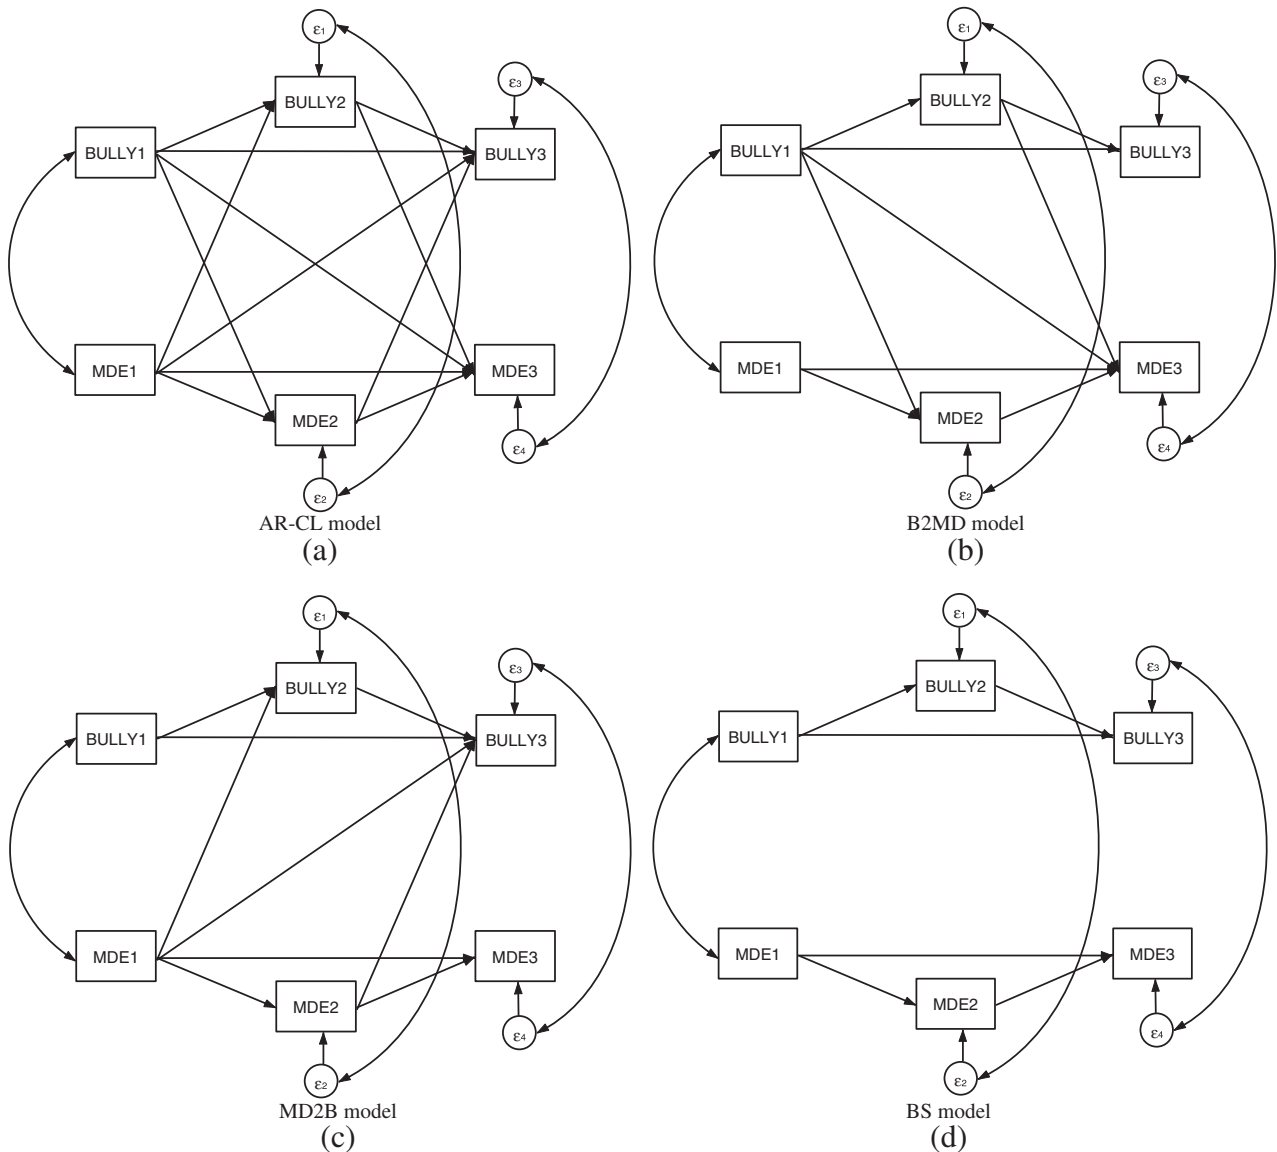 ε1
ε3
BULLY2
BULLY1
BULLY3
MDE1
MDE3
MDE2
ε4
ε2
AR-CL model
(a)
ε1
ε3
BULLY2
BULLY1
BULLY3
MDE1
MDE3
MDE2
ε4
ε2
B2MD model
(b)
ε1
ε3
BULLY2
BULLY1
BULLY3
MDE1
MDE3
MDE2
ε4
ε2
MD2B model
(c)
ε1
ε3
BULLY2
BULLY1
BULLY3
MDE1
MDE3
MDE2
ε4
ε2
BS model
(d)